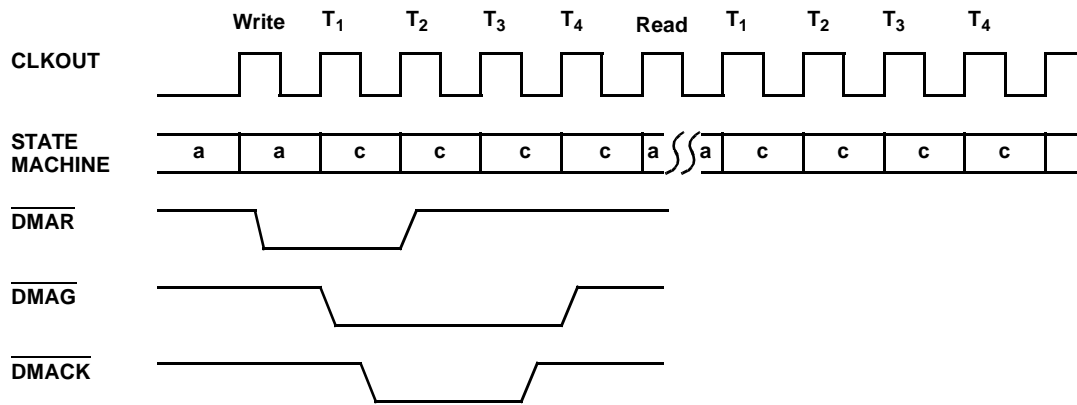 Write T1 T2 T3 T4 Read T1 T2 T3 T4
CLKOUT
STATE
MACHINE
a a c c c c a a c c c c
DMAR
DMAG
DMACK